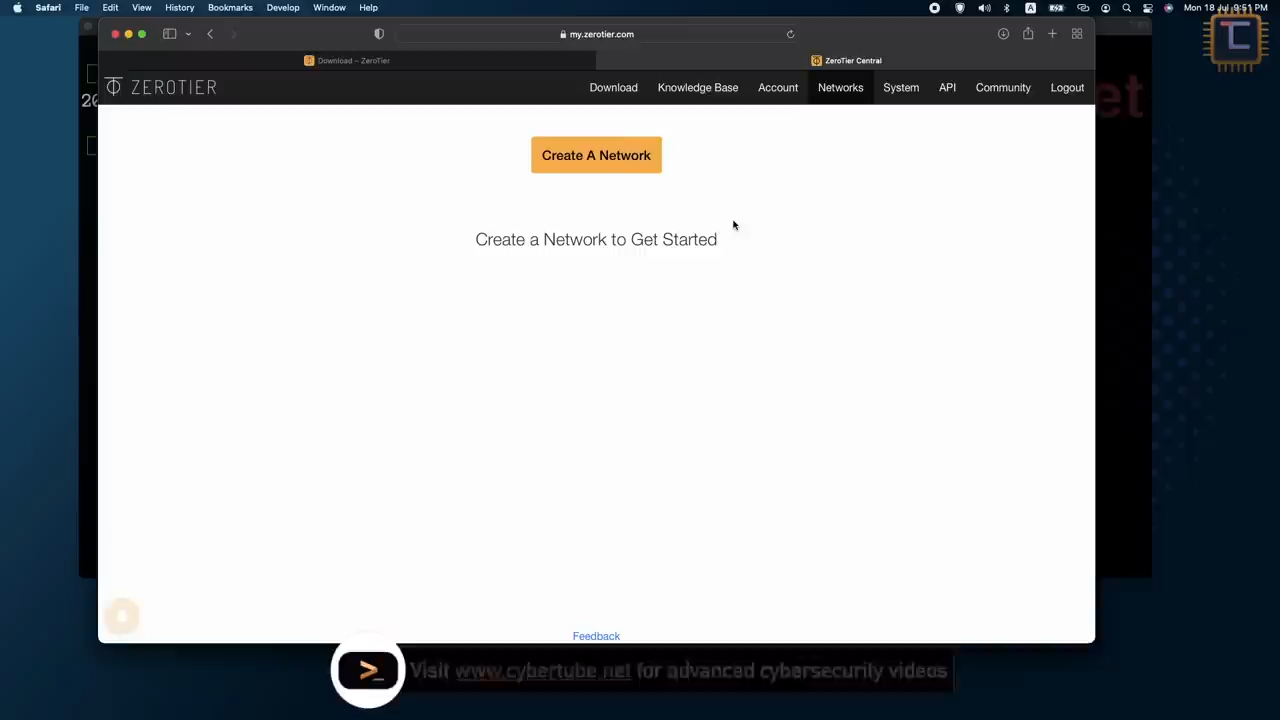 Safari File Edit View History Bookmarks Develop Window Help A Mon 18 Jul 9:51 PM
my.zerotier.com
Download – ZeroTier ZeroTier Central
ZEROTIER Download Knowledge Base Account Networks System API Community Logout
et
20
Create A Network
Create a Network to Get Started
Feedback
>_ Visit www.cybertube.net for advanced cybersecurity videos